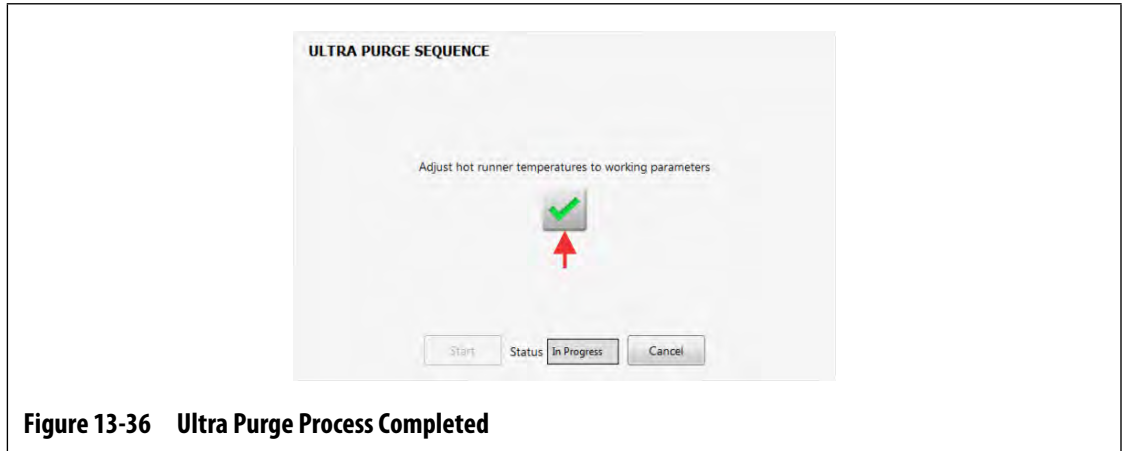 ULTRA PURGE SEQUENCE
Adjust hot runner temperatures to working parameters
Start Status In Progress Cancel
Figure 13-36 Ultra Purge Process Completed